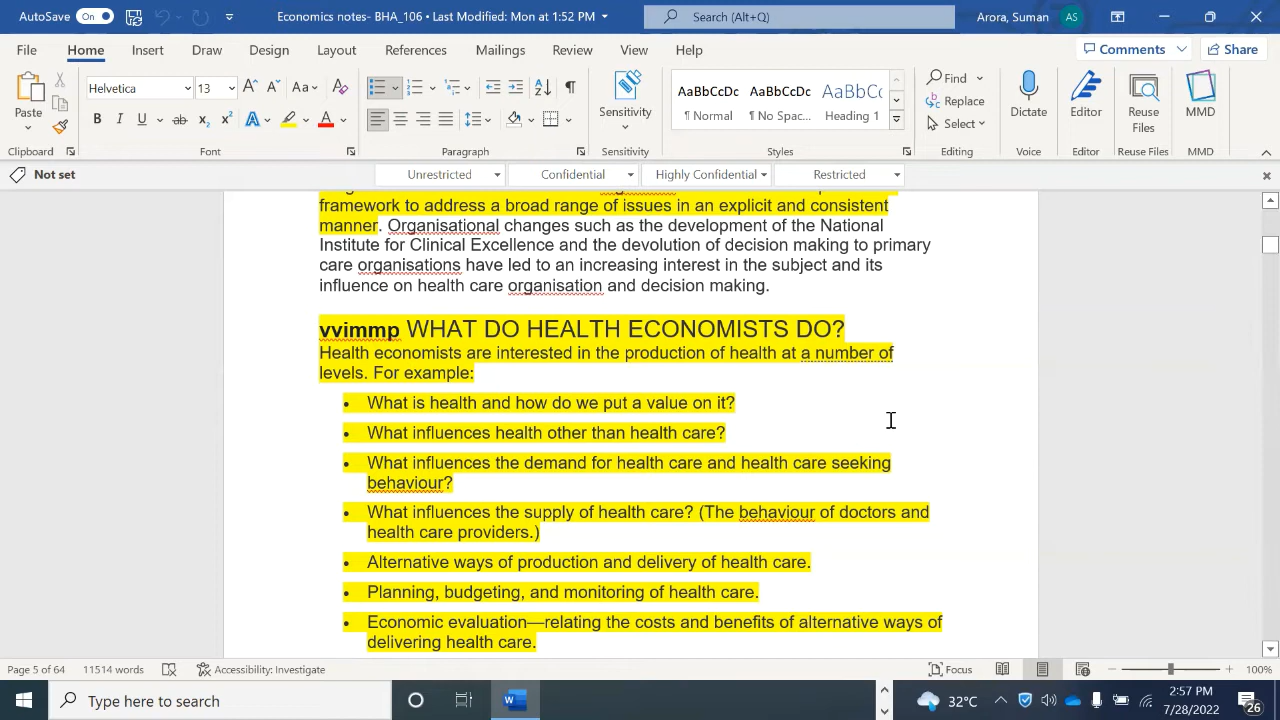 AutoSave On Economics notes- BHA_106 • Last Modified: Mon at 1:52 PM Search (Alt+Q) Arora, Suman AS
File Home Insert Draw Design Layout References Mailings Review View Help Comments Share
Paste Helvetica 13 Aa AaBbCcDc AaBbCcDc AaBbCc Find Replace Select
¶ Normal ¶ No Spac... Heading 1 Sensitivity Dictate Editor Reuse Files MMD
Clipboard Font Paragraph Sensitivity Styles Editing Voice Editor Reuse Files MMD
Not set Unrestricted Confidential Highly Confidential Restricted
framework to address a broad range of issues in an explicit and consistent
manner. Organisational changes such as the development of the National
Institute for Clinical Excellence and the devolution of decision making to primary
care organisations have led to an increasing interest in the subject and its
influence on health care organisation and decision making.
vvimmp WHAT DO HEALTH ECONOMISTS DO?
Health economists are interested in the production of health at a number of
levels. For example:
• What is health and how do we put a value on it?
• What influences health other than health care?
• What influences the demand for health care and health care seeking
behaviour?
• What influences the supply of health care? (The behaviour of doctors and
health care providers.)
• Alternative ways of production and delivery of health care.
• Planning, budgeting, and monitoring of health care.
• Economic evaluation—relating the costs and benefits of alternative ways of
delivering health care.
Page 5 of 64 11514 words Accessibility: Investigate Focus 100%
Type here to search 32°C 2:57 PM
7/28/2022 26